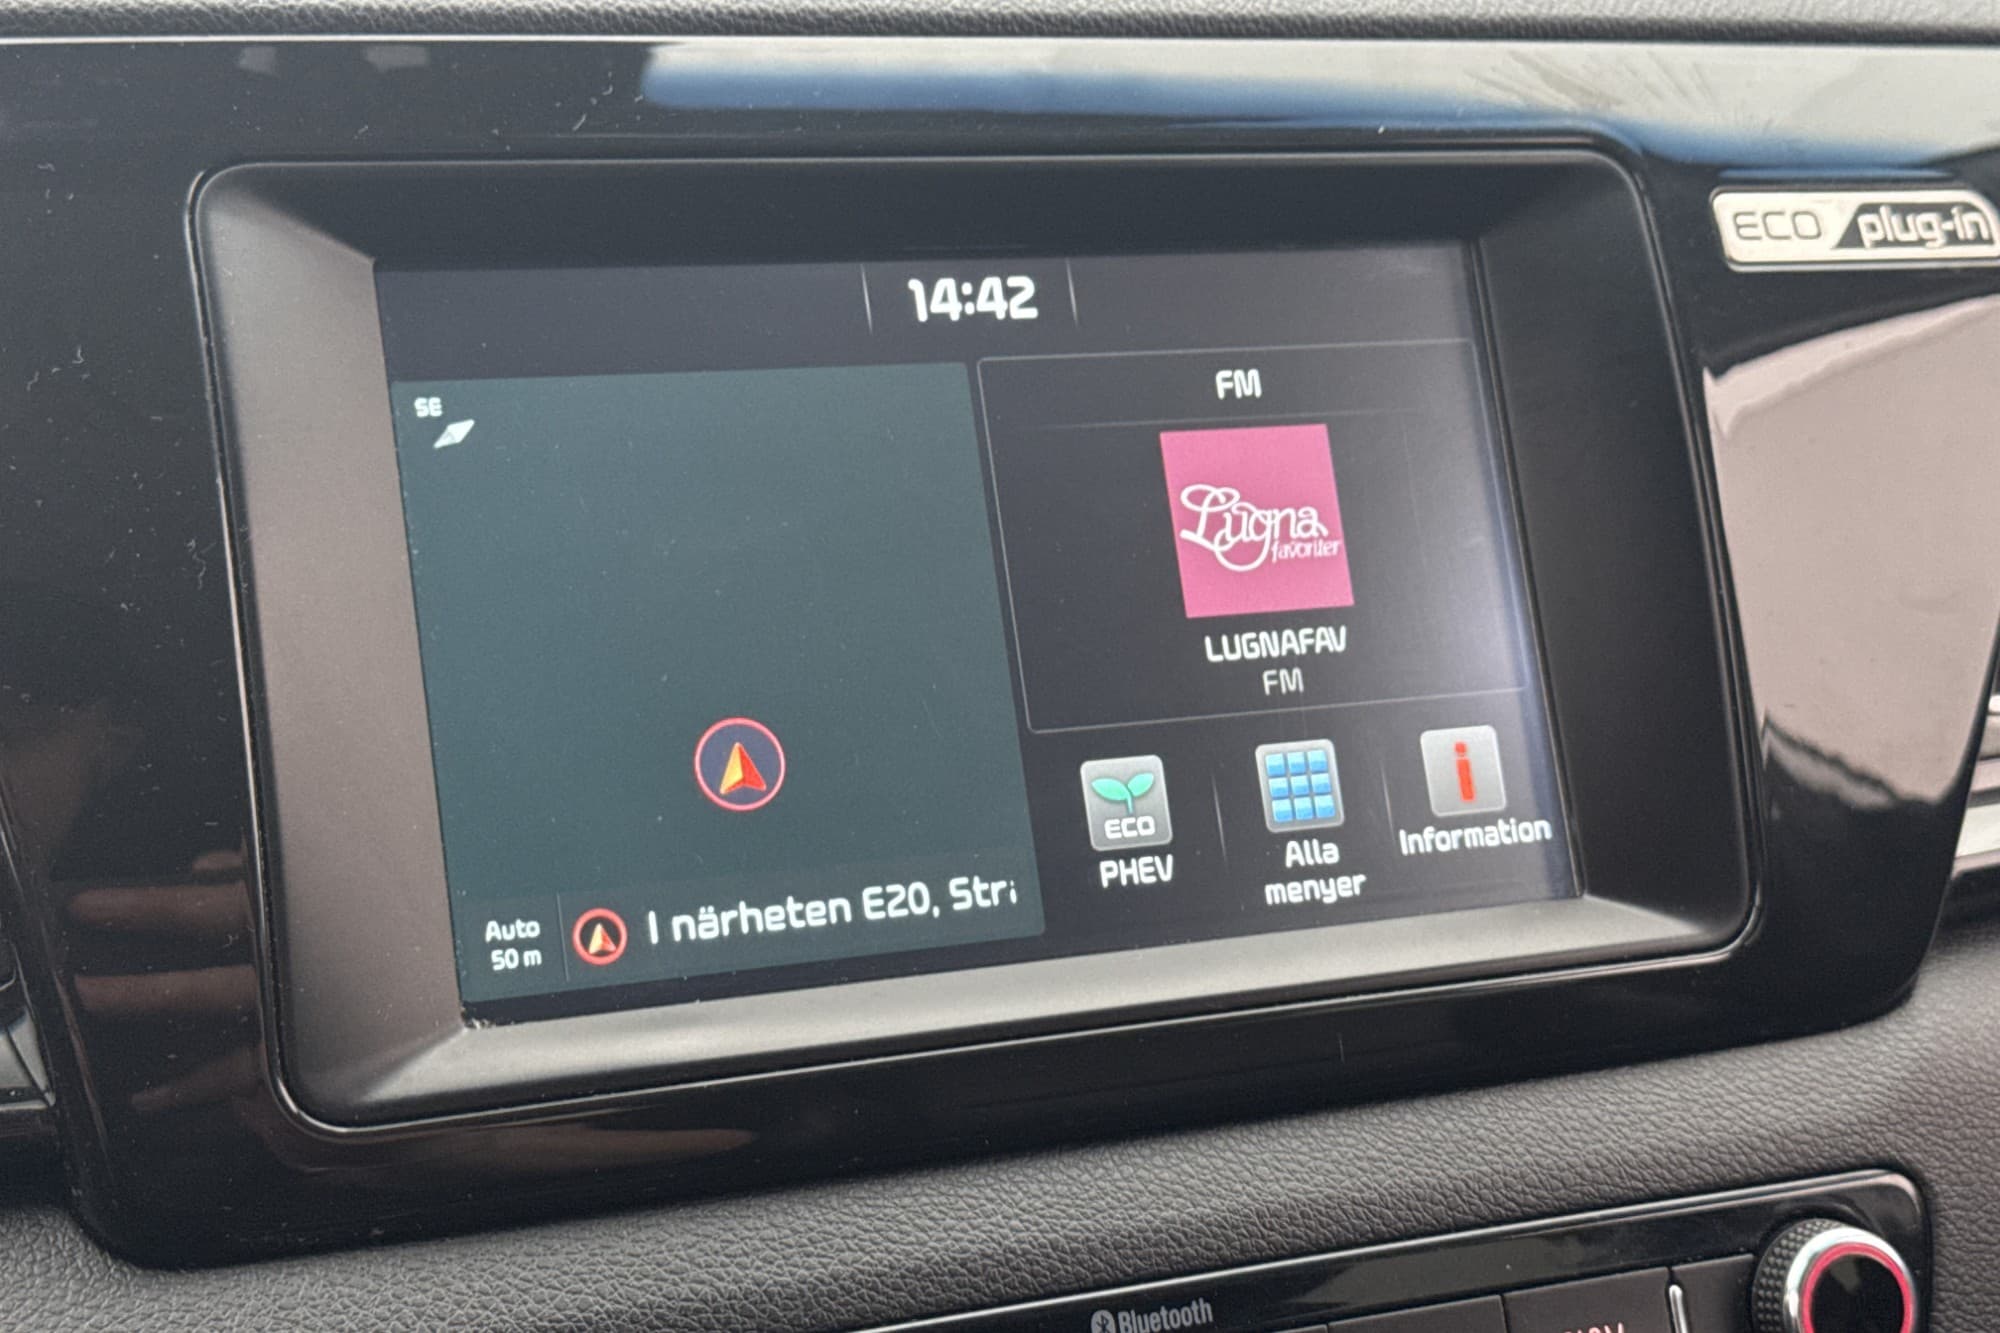 ECO plug-in
14:42
SE
FM
Lugna
favoriter
LUGNAFAV
FM
ECO
PHEV
Alla
menyer
Information
Auto
50 m
I närheten E20, Stri
Bluetooth